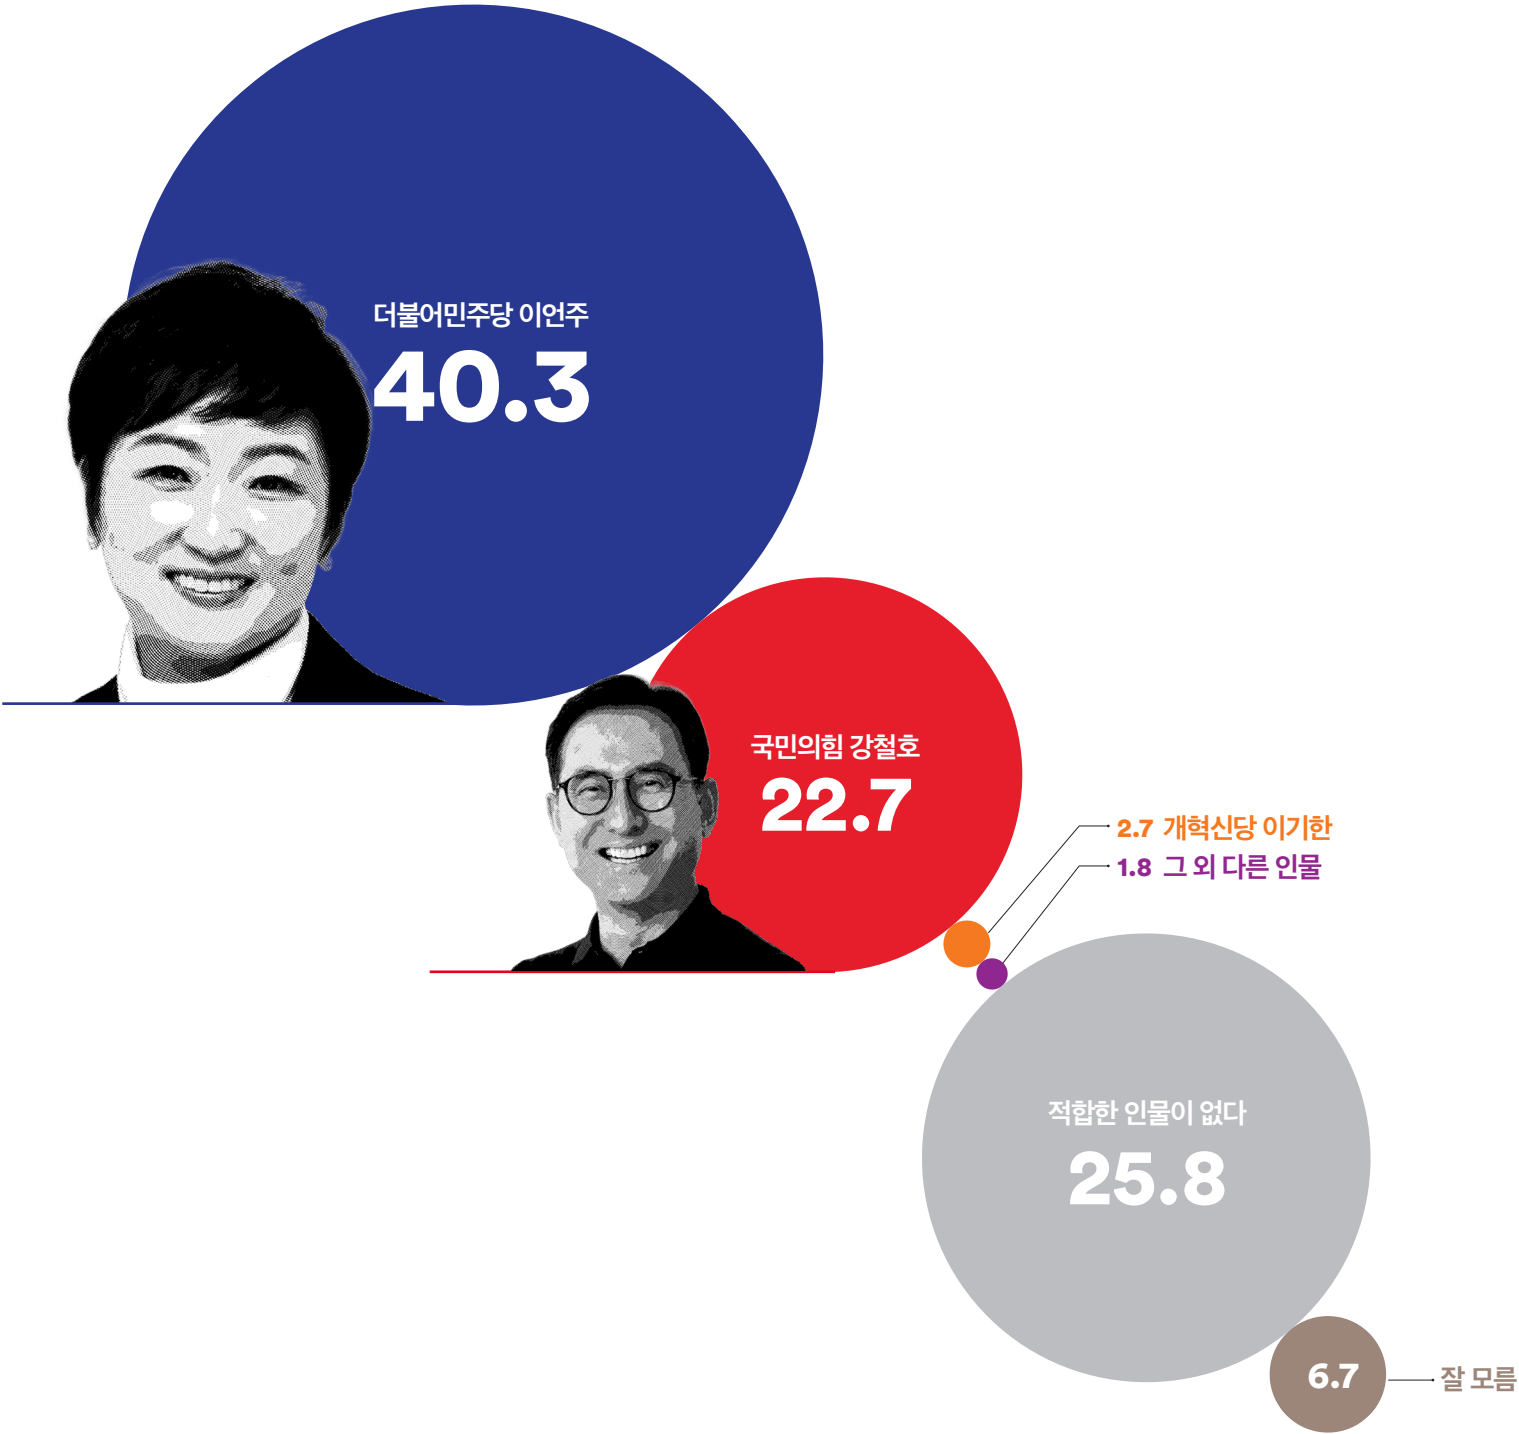 더불어민주당 이언주
40.3
국민의힘 강철호
22.7
2.7 개혁신당 이기한
1.8 그 외 다른 인물
적합한 인물이 없다
25.8
6.7 잘 모름